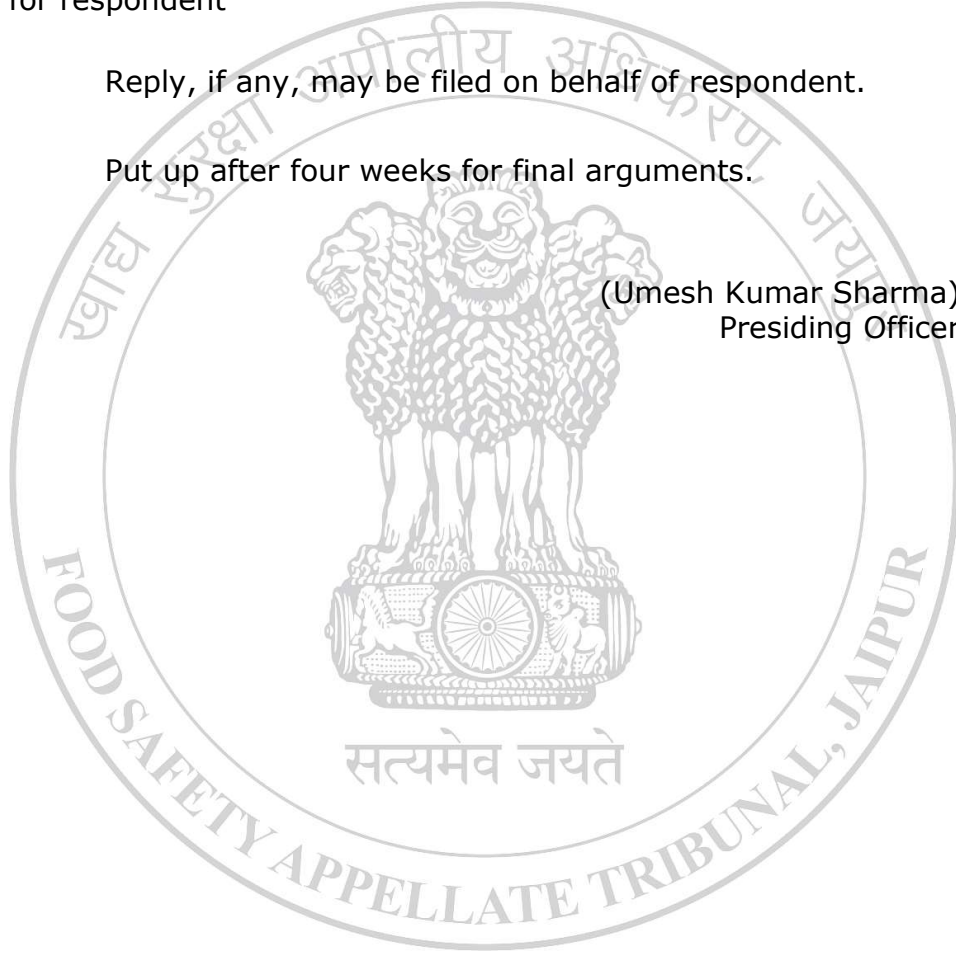 for respondent
Reply, if any, may be filed on behalf of respondent.
Put up after four weeks for final arguments.
(Umesh Kumar Sharma)
Presiding Officer
खाद्य सुरक्षा अपीलीय अधिकरण, जयपुर
सत्यमेव जयते
FOOD SAFETY APPELLATE TRIBUNAL, JAIPUR